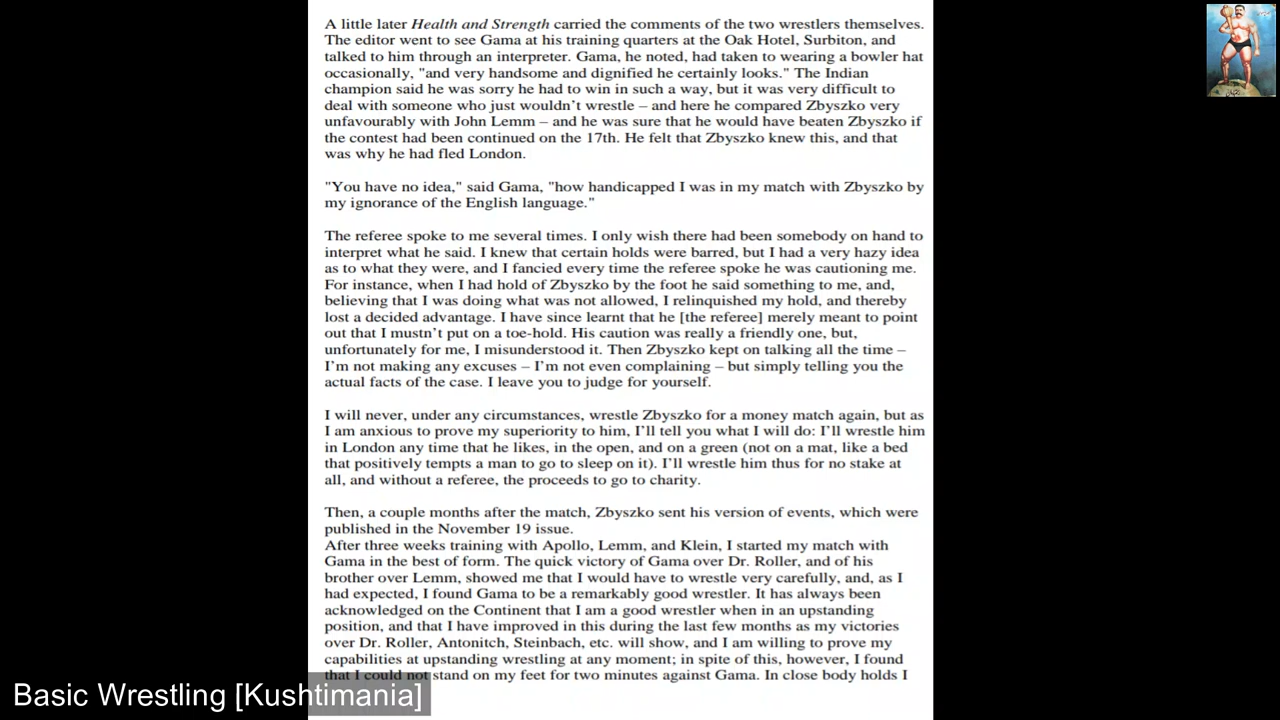 A little later Health and Strength carried the comments of the two wrestlers themselves.
The editor went to see Gama at his training quarters at the Oak Hotel, Surbiton, and
talked to him through an interpreter. Gama, he noted, had taken to wearing a bowler hat
occasionally, "and very handsome and dignified he certainly looks." The Indian
champion said he was sorry he had to win in such a way, but it was very difficult to
deal with someone who just wouldn't wrestle – and here he compared Zbyszko very
unfavourably with John Lemm – and he was sure that he would have beaten Zbyszko if
the contest had been continued on the 17th. He felt that Zbyszko knew this, and that
was why he had fled London.
"You have no idea," said Gama, "how handicapped I was in my match with Zbyszko by
my ignorance of the English language."
The referee spoke to me several times. I only wish there had been somebody on hand to
interpret what he said. I knew that certain holds were barred, but I had a very hazy idea
as to what they were, and I fancied every time the referee spoke he was cautioning me.
For instance, when I had hold of Zbyszko by the foot he said something to me, and,
believing that I was doing what was not allowed, I relinquished my hold, and thereby
lost a decided advantage. I have since learnt that he [the referee] merely meant to point
out that I mustn't put on a toe-hold. His caution was really a friendly one, but,
unfortunately for me, I misunderstood it. Then Zbyszko kept on talking all the time –
I'm not making any excuses – I'm not even complaining – but simply telling you the
actual facts of the case. I leave you to judge for yourself.
I will never, under any circumstances, wrestle Zbyszko for a money match again, but as
I am anxious to prove my superiority to him, I'll tell you what I will do: I'll wrestle him
in London any time that he likes, in the open, and on a green (not on a mat, like a bed
that positively tempts a man to go to sleep on it). I'll wrestle him thus for no stake at
all, and without a referee, the proceeds to go to charity.
Then, a couple months after the match, Zbyszko sent his version of events, which were
published in the November 19 issue.
After three weeks training with Apollo, Lemm, and Klein, I started my match with
Gama in the best of form. The quick victory of Gama over Dr. Roller, and of his
brother over Lemm, showed me that I would have to wrestle very carefully, and, as I
had expected, I found Gama to be a remarkably good wrestler. It has always been
acknowledged on the Continent that I am a good wrestler when in an upstanding
position, and that I have improved in this during the last few months as my victories
over Dr. Roller, Antonitch, Steinbach, etc. will show, and I am willing to prove my
capabilities at upstanding wrestling at any moment; in spite of this, however, I found
that I could not stand on my feet for two minutes against Gama. In close body holds I
Basic Wrestling [Kushtimania]